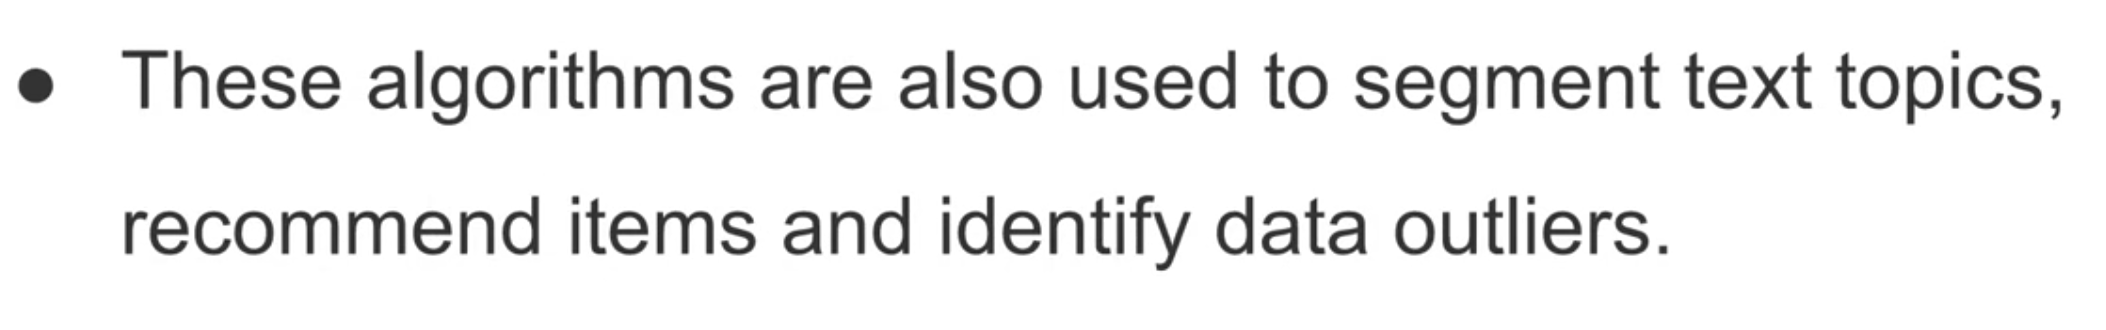 ● These algorithms are also used to segment text topics,
recommend items and identify data outliers.